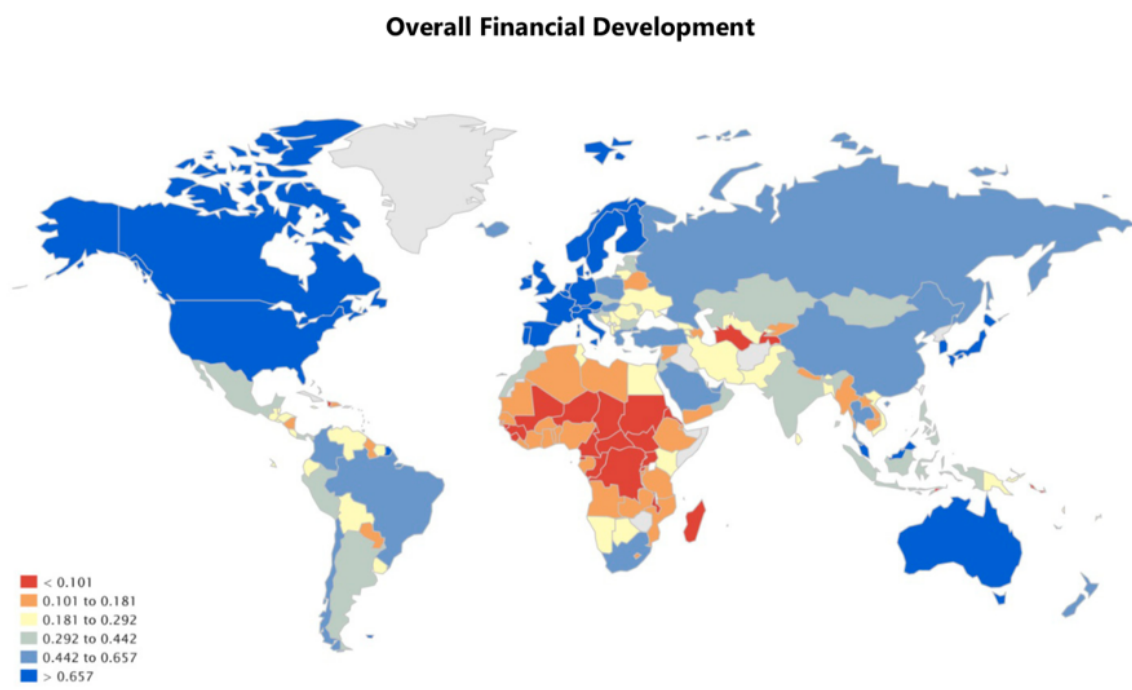 Overall Financial Development
< 0.101
0.101 to 0.181
0.181 to 0.292
0.292 to 0.442
0.442 to 0.657
> 0.657